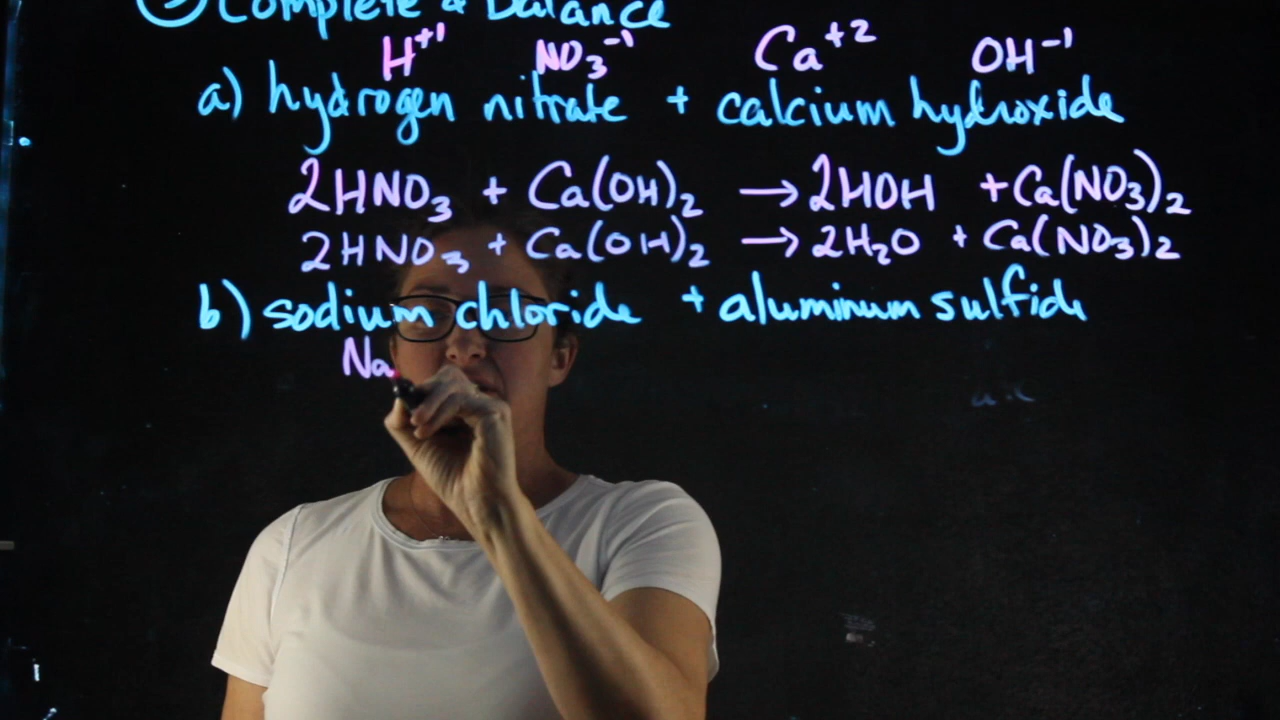 Complete & Balance
H⁺¹ NO₃⁻¹ Ca⁺² OH⁻¹
a) hydrogen nitrate + calcium hydroxide
2HNO₃ + Ca(OH)₂ → 2HOH + Ca(NO₃)₂
2HNO₃ + Ca(OH)₂ → 2H₂O + Ca(NO₃)₂
b) sodium chloride + aluminum sulfide
Na